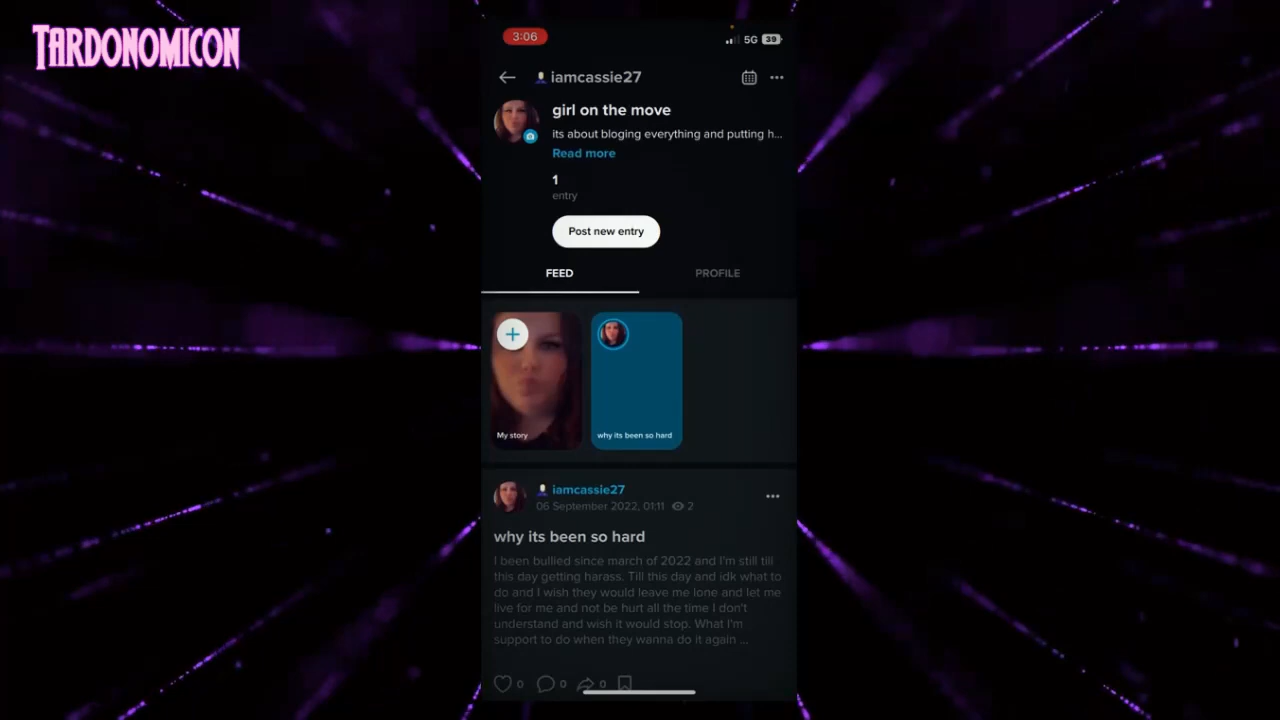 TARDONOMICON
3:06
5G 39
iamcassie27
girl on the move
its about bloging everything and putting h...
Read more
1
entry
Post new entry
FEED
PROFILE
My story
why its been so hard
iamcassie27
06 September 2022, 01:11 2
why its been so hard
I been bullied since march of 2022 and I'm still till
this day getting harass. Till this day and idk what to
do and I wish they would leave me lone and let me
live for me and not be hurt all the time I don't
understand and wish it would stop. What I'm
support to do when they wanna do it again ...
0 0 0